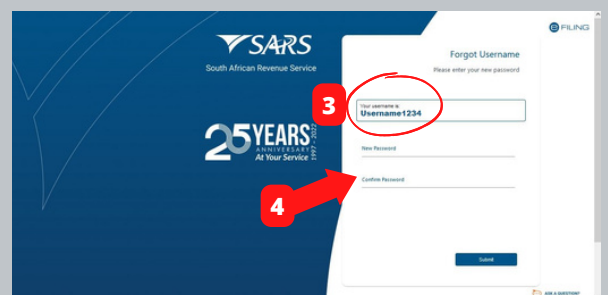 eFILING
SARS
South African Revenue Service
Forgot Username
Please enter your new password
3
Your username is:
Username1234
25 YEARS
ANNIVERSARY
At Your Service
1997 - 2022
New Password
Confirm Password
4
Submit
ASK A QUESTION?